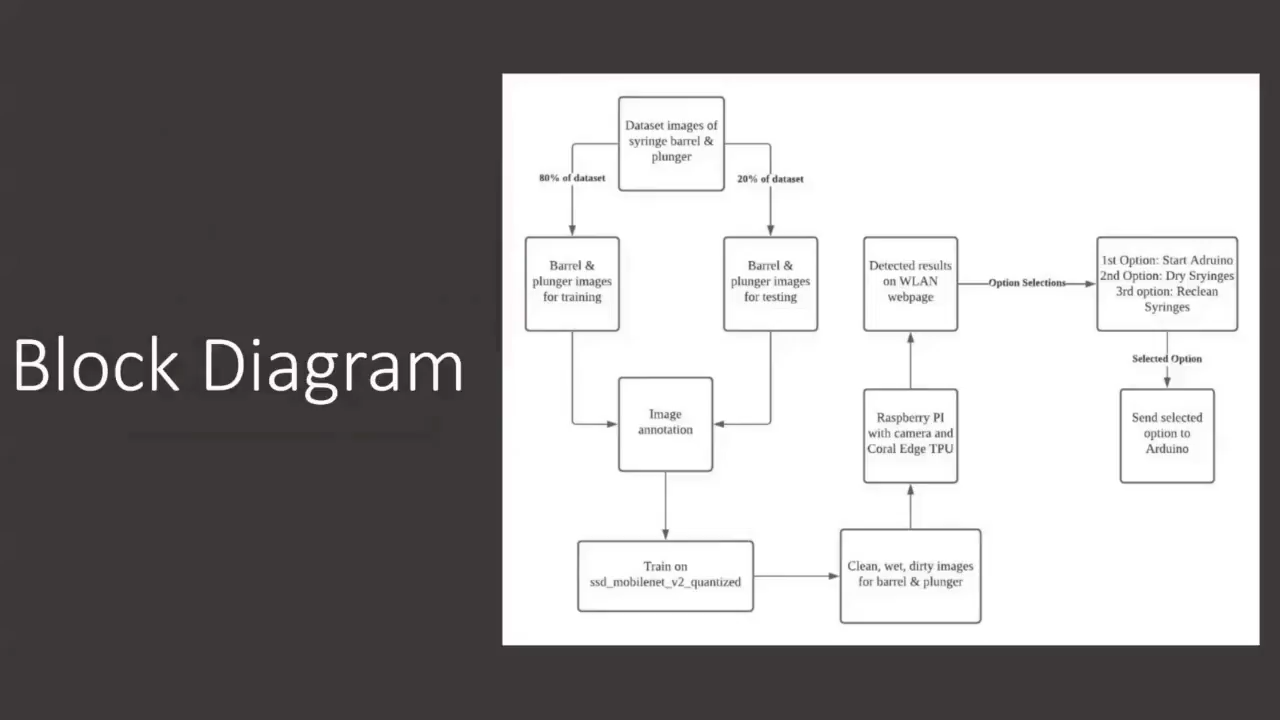 Block Diagram
Dataset images of
syringe barrel &
plunger
80% of dataset
20% of dataset
Barrel &
plunger images
for training
Barrel &
plunger images
for testing
Image
annotation
Train on
ssd_mobilenet_v2_quantized
Clean, wet, dirty images
for barrel & plunger
Raspberry PI
with camera and
Coral Edge TPU
Detected results
on WLAN
webpage
Option Selections
1st Option: Start Adruino
2nd Option: Dry Sryinges
3rd option: Reclean
Syringes
Selected Option
Send selected
option to
Arduino